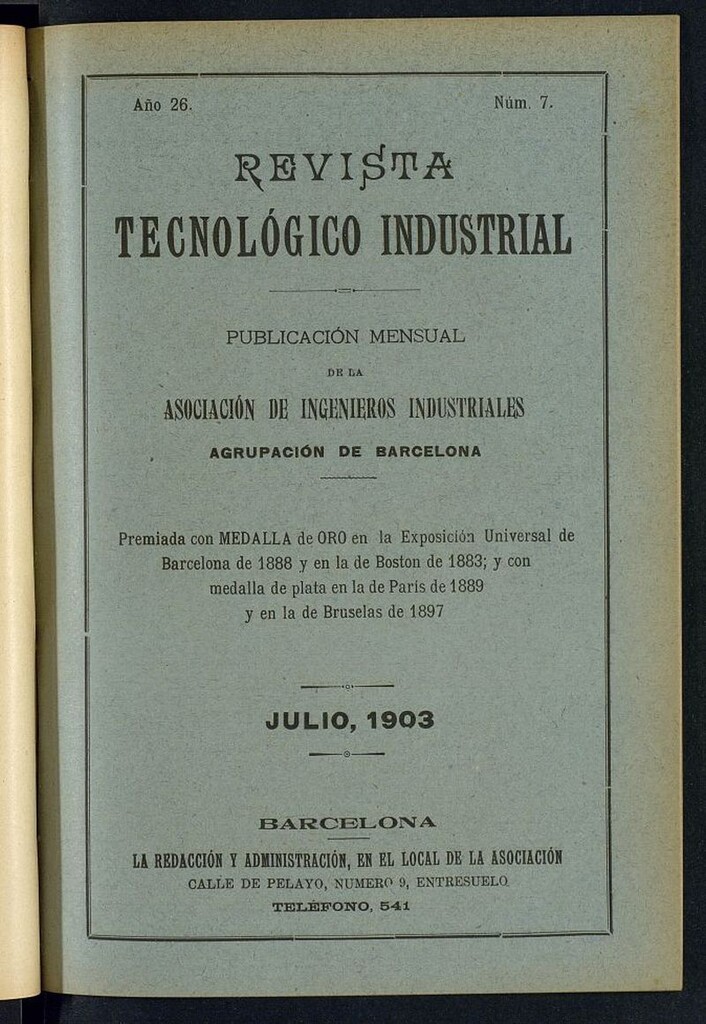 Año 26.
Núm. 7.
REVISTA
TECNOLÓGICO INDUSTRIAL
PUBLICACIÓN MENSUAL
DE LA
ASOCIACIÓN DE INGENIEROS INDUSTRIALES
AGRUPACIÓN DE BARCELONA
Premiada con MEDALLA de ORO en la Exposición Universal de
Barcelona de 1888 y en la de Boston de 1883; y con
medalla de plata en la de París de 1889
y en la de Bruselas de 1897
JULIO, 1903
BARCELONA
LA REDACCIÓN Y ADMINISTRACIÓN, EN EL LOCAL DE LA ASOCIACIÓN
CALLE DE PELAYO, NUMERO 9, ENTRESUELO
TELÉFONO, 541